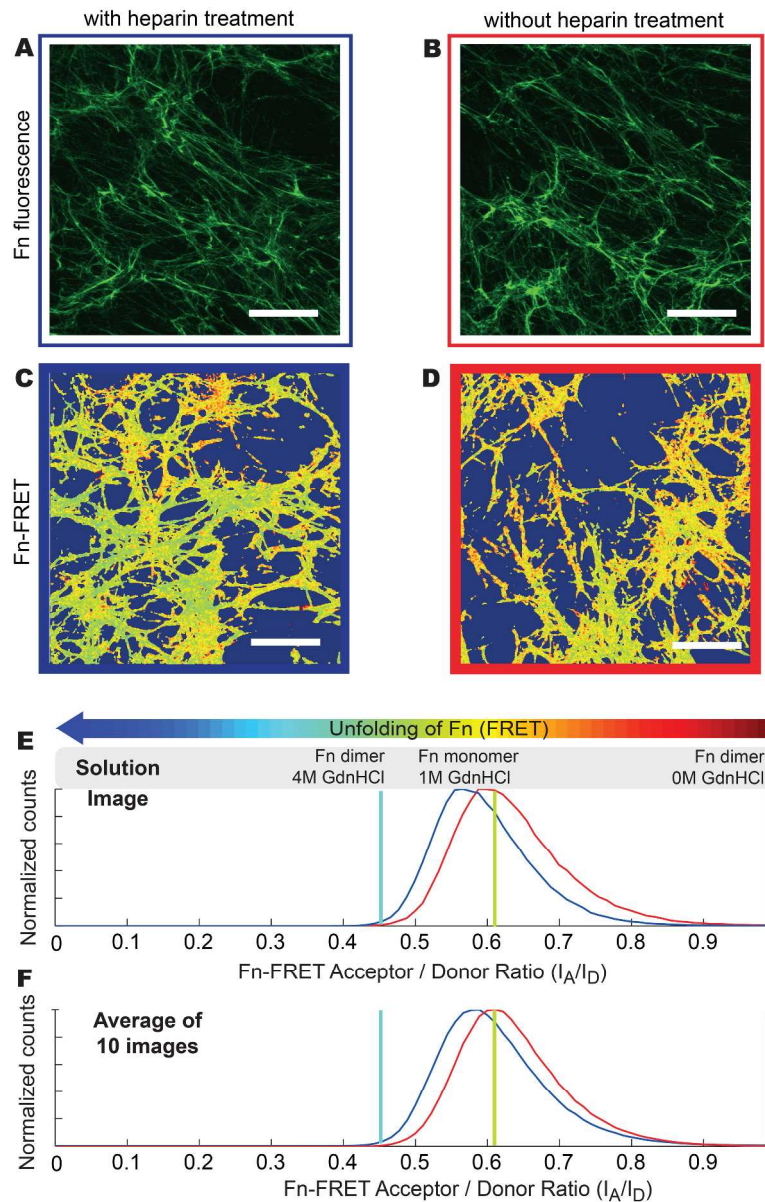 with heparin treatment
without heparin treatment
A
B
Fn fluorescence
C
D
Fn-FRET
E
Unfolding of Fn (FRET)
Solution
Fn dimer
4M GdnHCl
Fn monomer
1M GdnHCl
Fn dimer
0M GdnHCl
Image
Normalized counts
0 0.1 0.2 0.3 0.4 0.5 0.6 0.7 0.8 0.9
Fn-FRET Acceptor / Donor Ratio (I_A/I_D)
F
Average of
10 images
Normalized counts
0 0.1 0.2 0.3 0.4 0.5 0.6 0.7 0.8 0.9
Fn-FRET Acceptor / Donor Ratio (I_A/I_D)